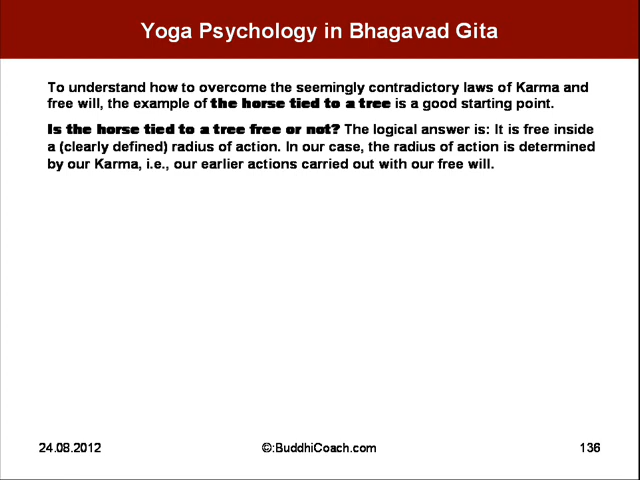 Yoga Psychology in Bhagavad Gita
To understand how to overcome the seemingly contradictory laws of Karma and
free will, the example of the horse tied to a tree is a good starting point.
Is the horse tied to a tree free or not? The logical answer is: It is free inside
a (clearly defined) radius of action. In our case, the radius of action is determined
by our Karma, i.e., our earlier actions carried out with our free will.
24.08.2012 ©:BuddhiCoach.com 136